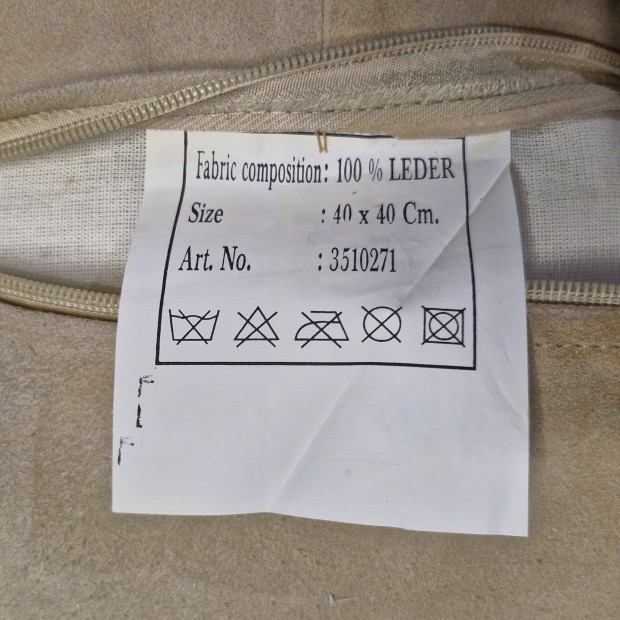 Fabric composition: 100 % LEDER
Size : 40 x 40 Cm.
Art. No. : 3510271